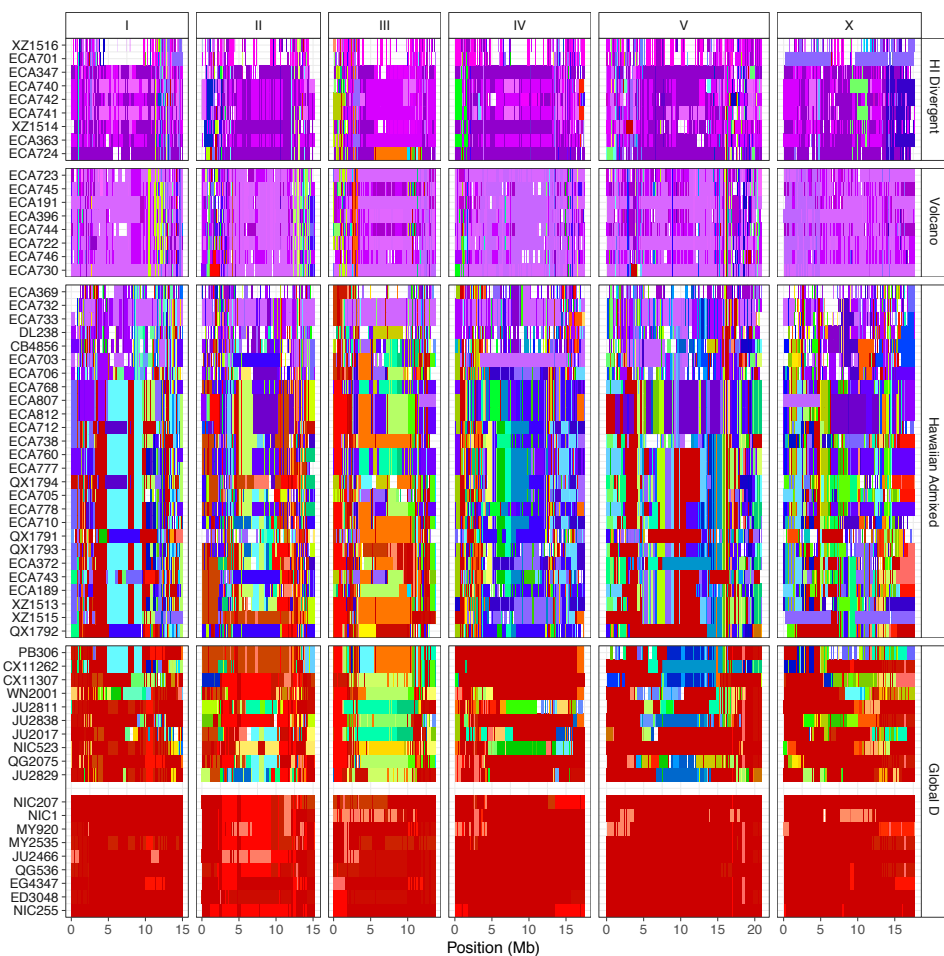 I II III IV V X
XZ1516
ECA701
ECA347
ECA740
ECA742
ECA741
XZ1514
ECA363
ECA724
HI Divergent
ECA723
ECA745
ECA191
ECA396
ECA744
ECA722
ECA746
ECA730
Volcano
ECA369
ECA732
ECA733
DL238
CB4856
ECA703
ECA706
ECA768
ECA807
ECA812
ECA712
ECA738
ECA760
ECA777
QX1794
ECA705
ECA778
ECA710
QX1791
QX1793
ECA372
ECA743
ECA189
XZ1513
XZ1515
QX1792
Hawaiian Admixed
PB306
CX11262
CX11307
WN2001
JU2811
JU2838
JU2017
NIC523
QG2075
JU2829
NIC207
NIC1
MY920
MY2535
JU2466
QG536
EG4347
ED3048
NIC255
Global D
0 5 10 15 0 5 10 15 0 5 10 0 5 10 15 0 5 10 15 20 0 5 10 15
Position (Mb)